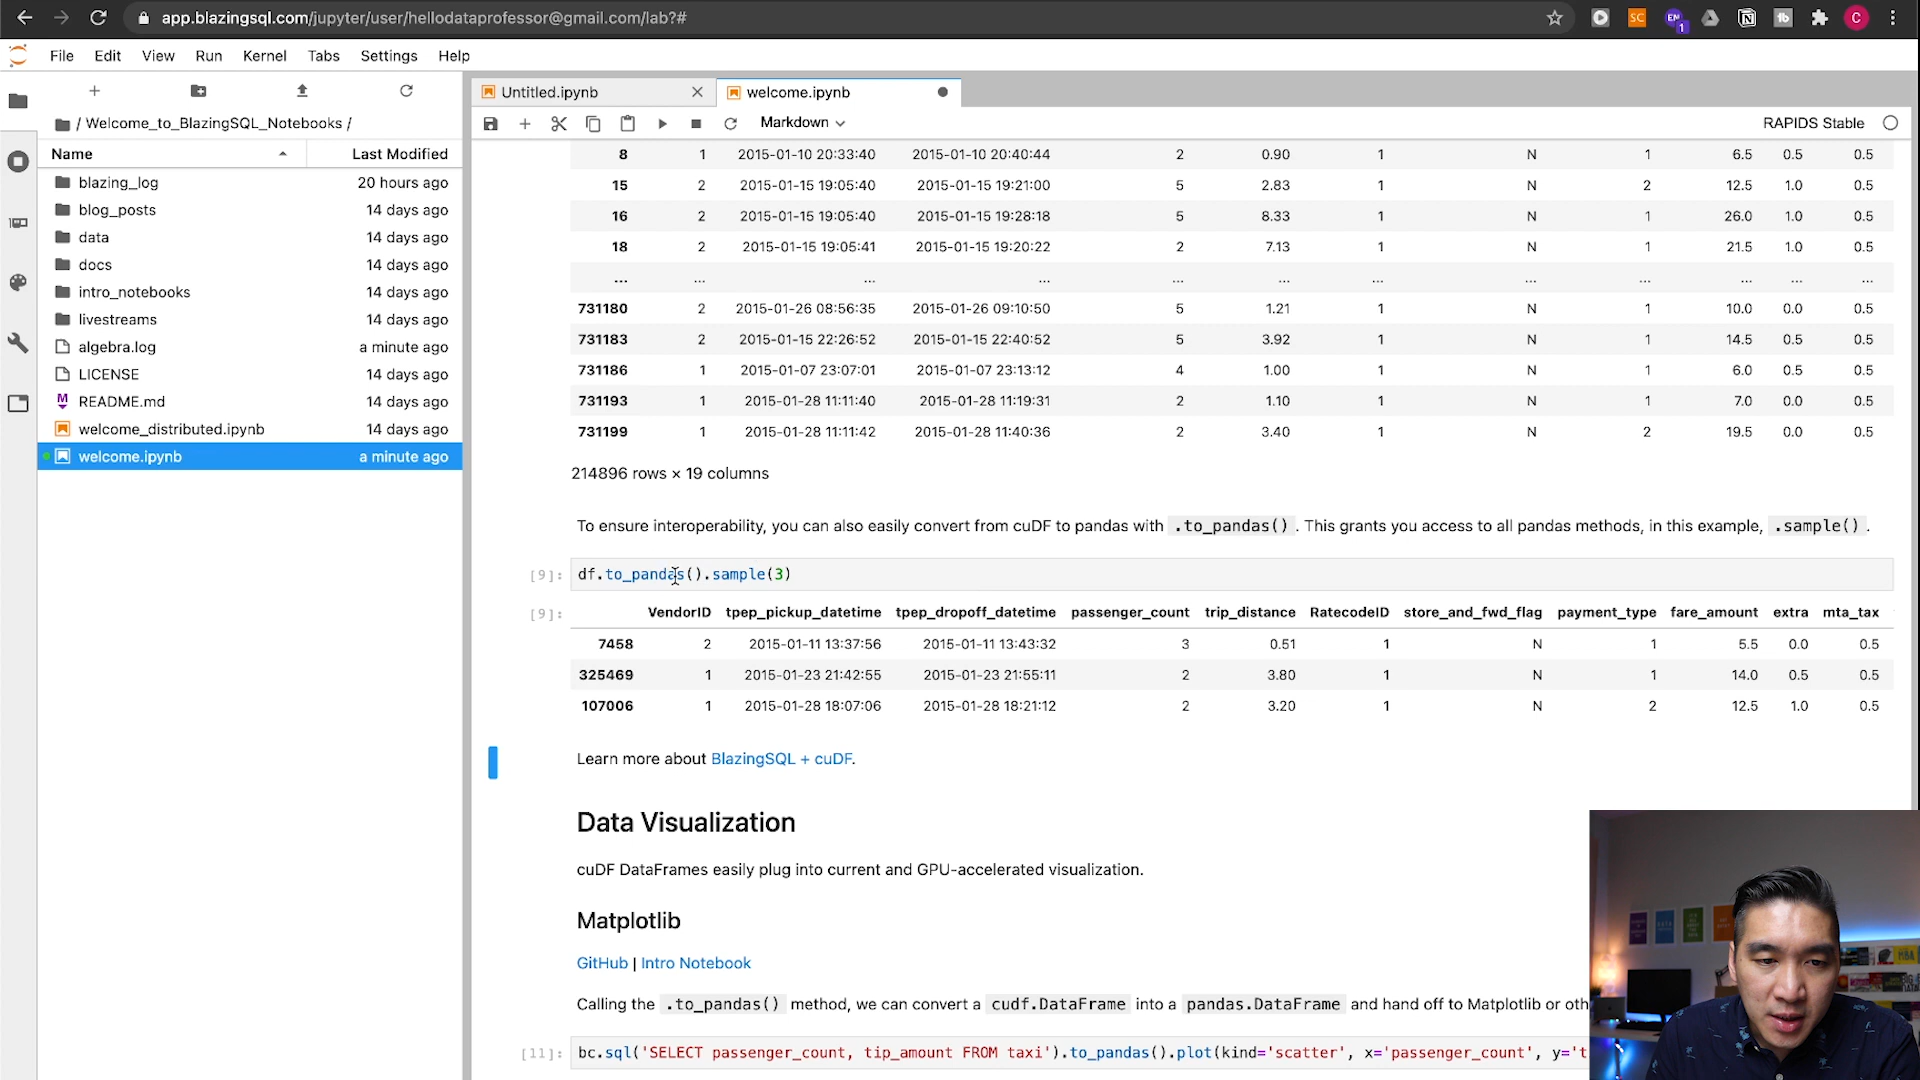 app.blazingsql.com/jupyter/user/hellodataprofessor@gmail.com/lab?#
SC
EM
1
N
tb
C
File Edit View Run Kernel Tabs Settings Help
Untitled.ipynb
welcome.ipynb
/ Welcome_to_BlazingSQL_Notebooks /
Markdown
RAPIDS Stable
Name Last Modified
blazing_log 20 hours ago
blog_posts 14 days ago
data 14 days ago
docs 14 days ago
intro_notebooks 14 days ago
livestreams 14 days ago
algebra.log a minute ago
LICENSE 14 days ago
M README.md 14 days ago
welcome_distributed.ipynb 14 days ago
welcome.ipynb a minute ago
8 1 2015-01-10 20:33:40 2015-01-10 20:40:44 2 0.90 1 N 1 6.5 0.5 0.5
15 2 2015-01-15 19:05:40 2015-01-15 19:21:00 5 2.83 1 N 2 12.5 1.0 0.5
16 2 2015-01-15 19:05:40 2015-01-15 19:28:18 5 8.33 1 N 1 26.0 1.0 0.5
18 2 2015-01-15 19:05:41 2015-01-15 19:20:22 2 7.13 1 N 1 21.5 1.0 0.5
... ... ... ... ... ... ... ... ... ... ... ...
731180 2 2015-01-26 08:56:35 2015-01-26 09:10:50 5 1.21 1 N 1 10.0 0.0 0.5
731183 2 2015-01-15 22:26:52 2015-01-15 22:40:52 5 3.92 1 N 1 14.5 0.5 0.5
731186 1 2015-01-07 23:07:01 2015-01-07 23:13:12 4 1.00 1 N 1 6.0 0.5 0.5
731193 1 2015-01-28 11:11:40 2015-01-28 11:19:31 2 1.10 1 N 1 7.0 0.0 0.5
731199 1 2015-01-28 11:11:42 2015-01-28 11:40:36 2 3.40 1 N 2 19.5 0.0 0.5
214896 rows × 19 columns
To ensure interoperability, you can also easily convert from cuDF to pandas with .to_pandas() . This grants you access to all pandas methods, in this example, .sample() .
[9]: df.to_pandas().sample(3)
[9]: VendorID tpep_pickup_datetime tpep_dropoff_datetime passenger_count trip_distance RatecodeID store_and_fwd_flag payment_type fare_amount extra mta_tax
7458 2 2015-01-11 13:37:56 2015-01-11 13:43:32 3 0.51 1 N 1 5.5 0.0 0.5
325469 1 2015-01-23 21:42:55 2015-01-23 21:55:11 2 3.80 1 N 1 14.0 0.5 0.5
107006 1 2015-01-28 18:07:06 2015-01-28 18:21:12 2 3.20 1 N 2 12.5 1.0 0.5
Learn more about BlazingSQL + cuDF.
Data Visualization
cuDF DataFrames easily plug into current and GPU-accelerated visualization.
Matplotlib
GitHub | Intro Notebook
Calling the .to_pandas() method, we can convert a cudf.DataFrame into a pandas.DataFrame and hand off to Matplotlib or oth
[11]: bc.sql('SELECT passenger_count, tip_amount FROM taxi').to_pandas().plot(kind='scatter', x='passenger_count', y='t